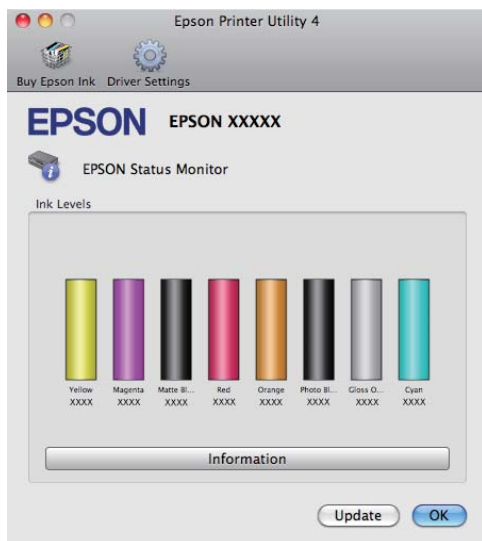 Epson Printer Utility 4
Buy Epson Ink Driver Settings
EPSON EPSON XXXXX
EPSON Status Monitor
Ink Levels
Yellow Magenta Matte Bl... Red Orange Photo Bl... Gloss O... Cyan
XXXX XXXX XXXX XXXX XXXX XXXX XXXX XXXX
Information
Update OK